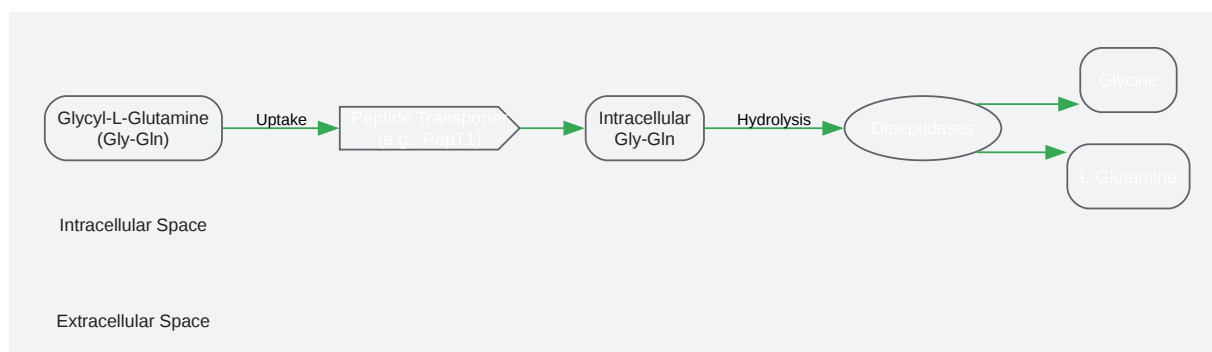 Glycyl-L-Glutamine
(Gly-Gln)
Uptake
Peptide Transporter
(e.g., PepT1)
Intracellular
Gly-Gln
Hydrolysis
Dipeptidases
Glycine
L-Glutamine
Intracellular Space
Extracellular Space